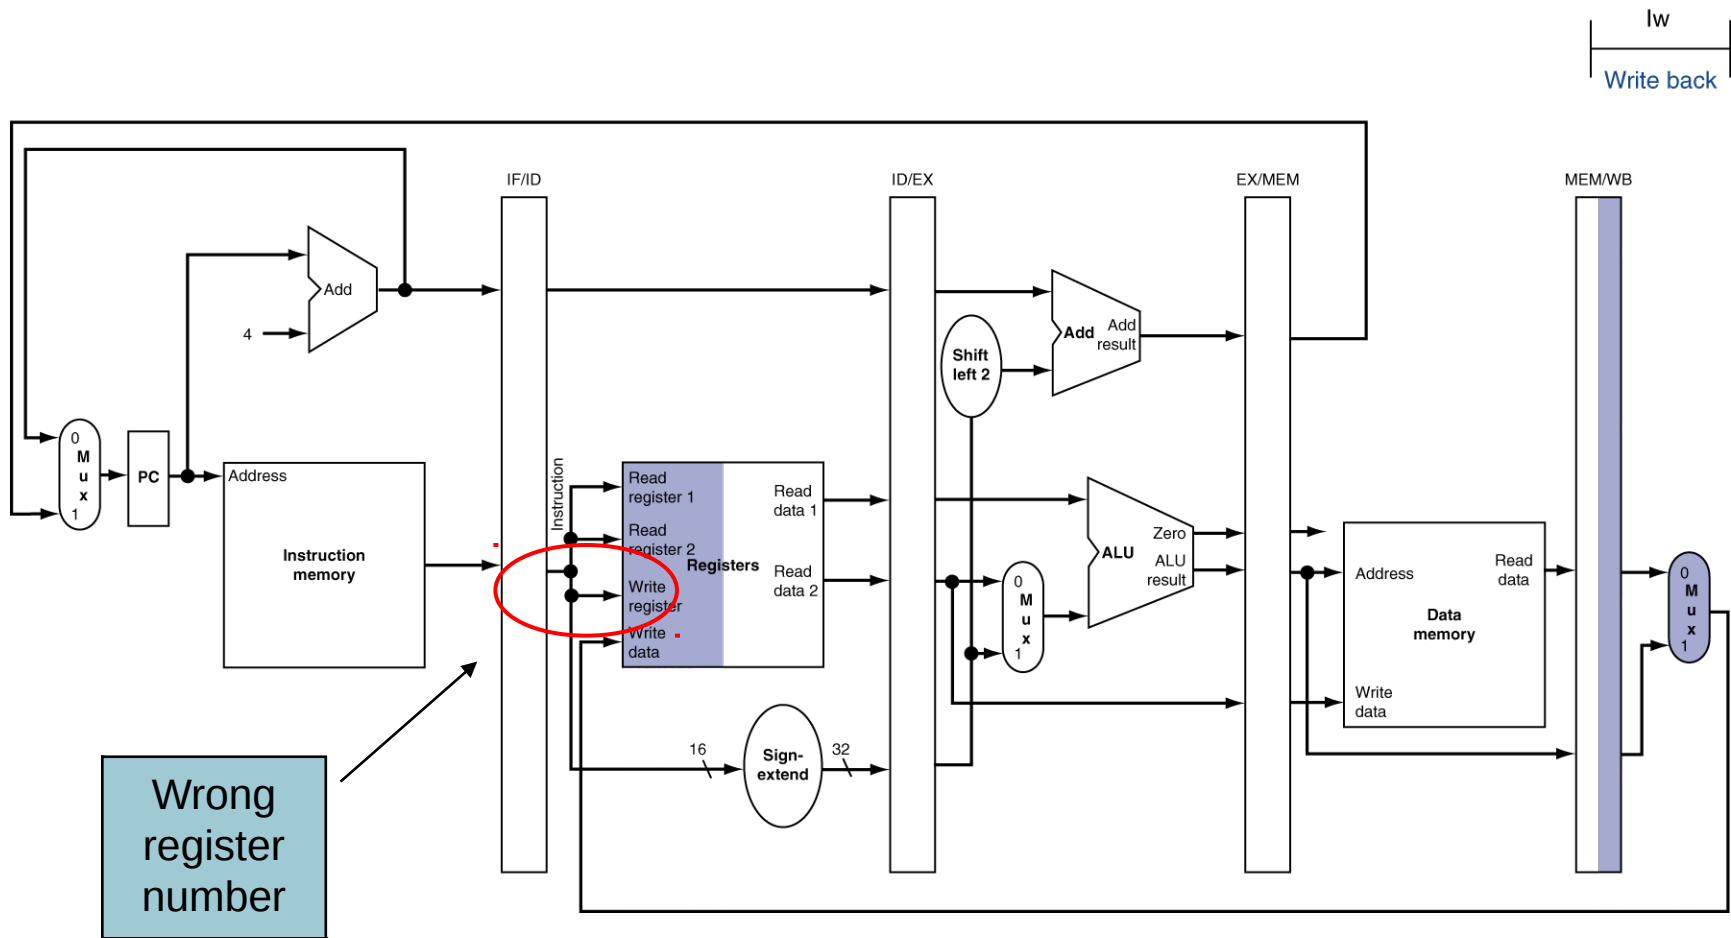 lw
Write back
IF/ID
ID/EX
EX/MEM
MEM/WB
Add
4
Add
Add
result
Shift
left 2
0
M
u
x
1
PC
Address
Instruction
memory
Instruction
Read
register 1
Read
register 2
Write
register
Write
data
Registers
Read
data 1
Read
data 2
0
M
u
x
1
Zero
ALU
ALU
result
Address
Read
data
Data
memory
Write
data
0
M
u
x
1
16
Sign-
extend
32
Wrong
register
number